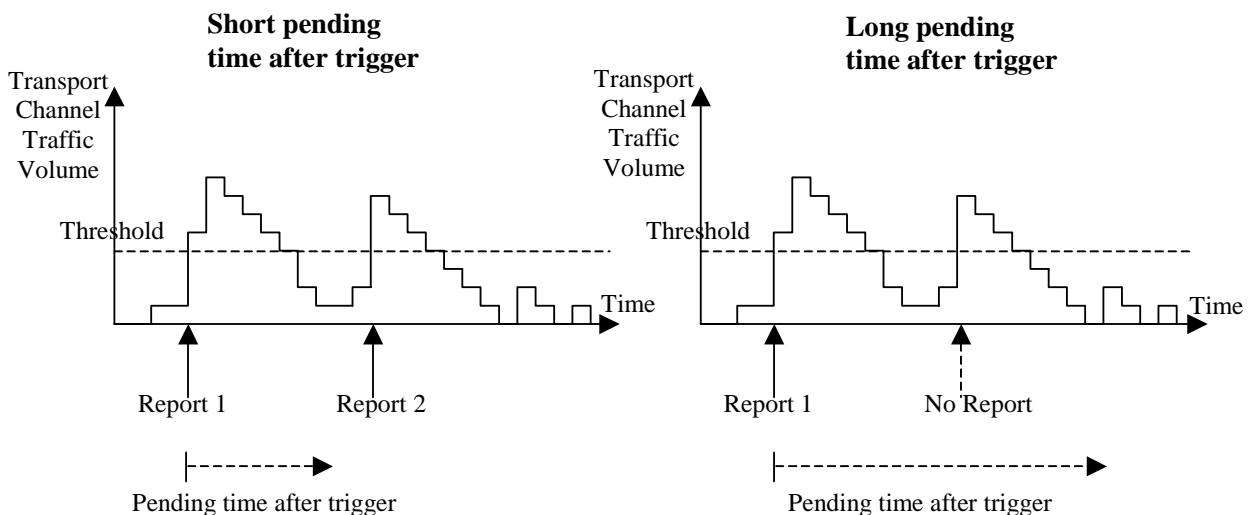 Short pending
time after trigger
Transport
Channel
Traffic
Volume
Threshold
Time
Report 1
Report 2
Pending time after trigger
Long pending
time after trigger
Transport
Channel
Traffic
Volume
Threshold
Time
Report 1
No Report
Pending time after trigger